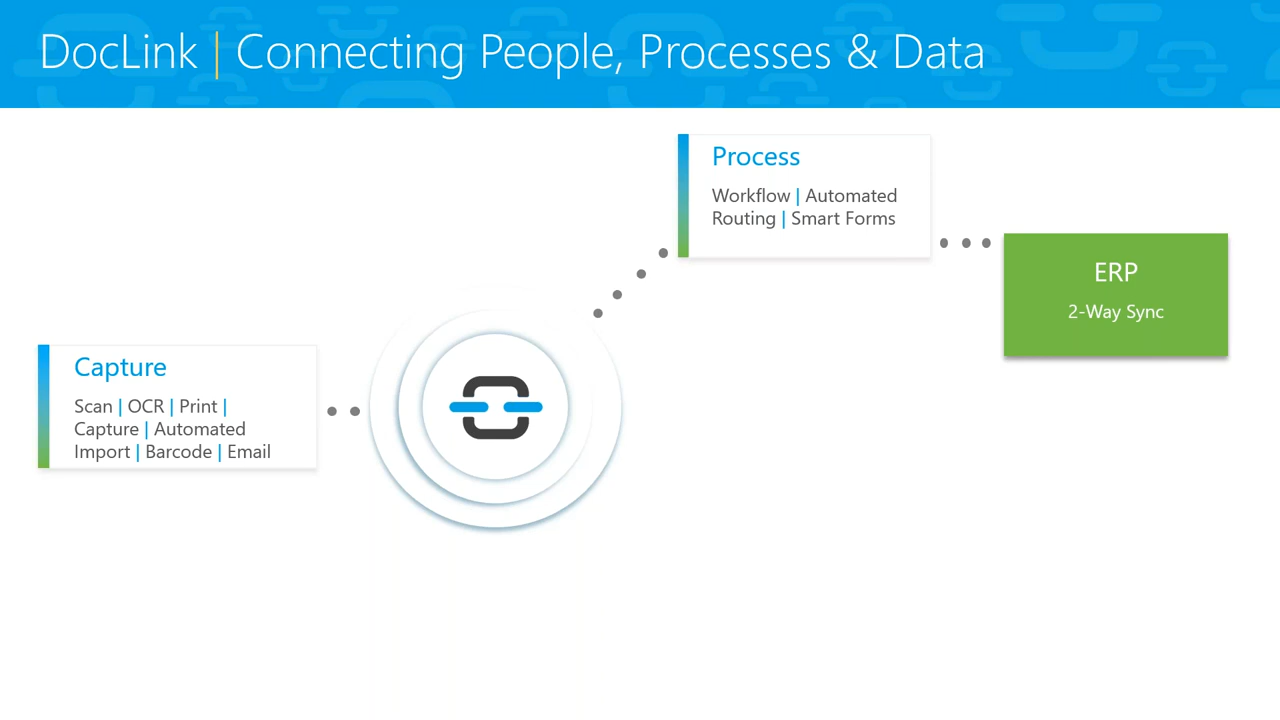 DocLink | Connecting People, Processes & Data
Process
Workflow | Automated
Routing | Smart Forms
ERP
2-Way Sync
Capture
Scan | OCR | Print |
Capture | Automated
Import | Barcode | Email